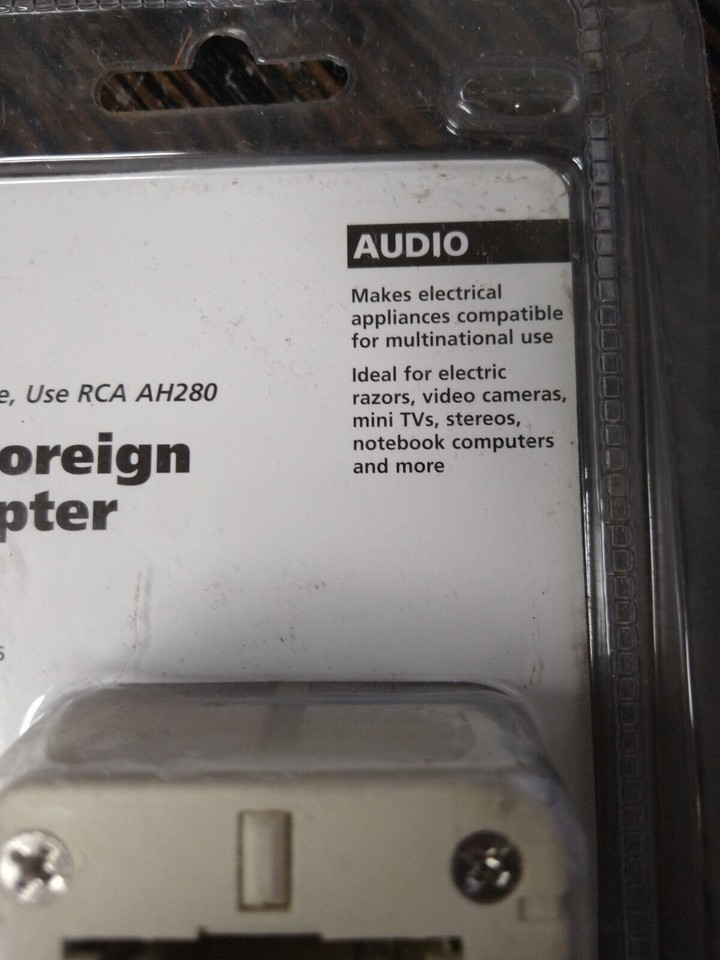 AUDIO
Makes electrical
appliances compatible
for multinational use
Ideal for electric
razors, video cameras,
mini TVs, stereos,
notebook computers
and more
e, Use RCA AH280
oreign
pter